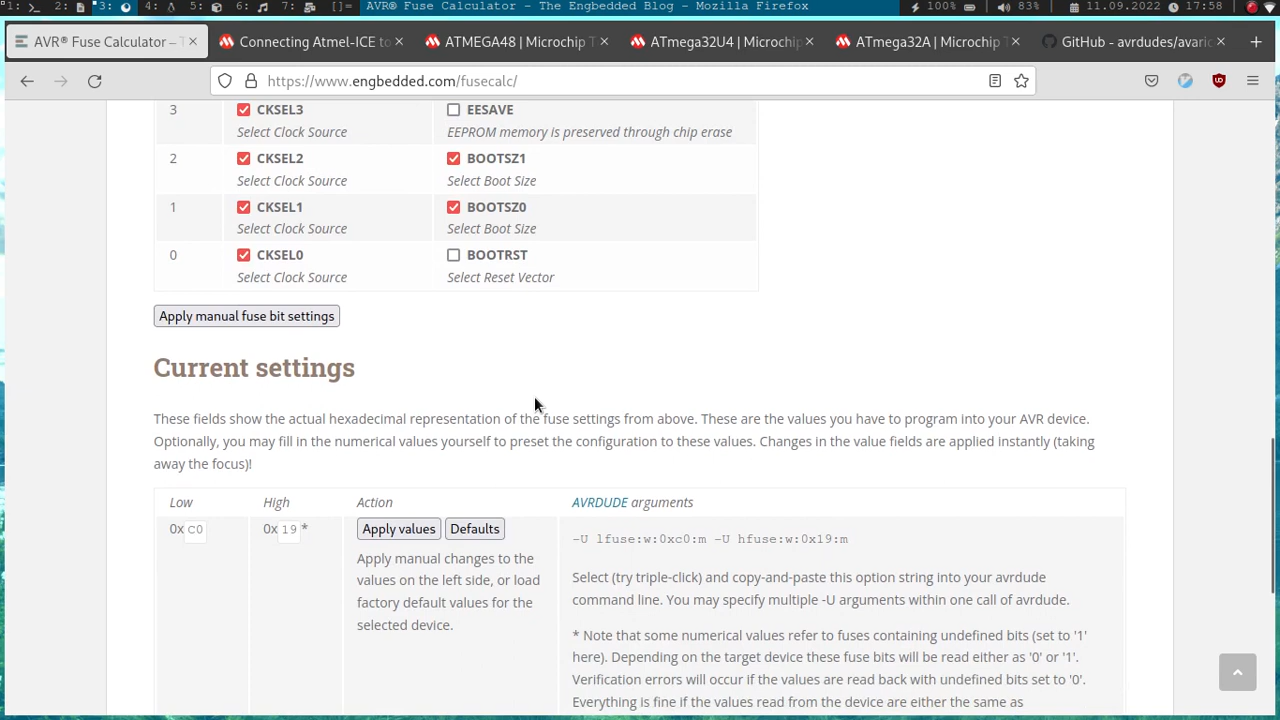 1: 2: 3: 4: 5: 6: 7: []= AVR® Fuse Calculator – The Engbedded Blog — Mozilla Firefox 100% 83% 11.09.2022 17:58
AVR® Fuse Calculator – T Connecting Atmel-ICE to ATMEGA48 | Microchip T ATmega32U4 | Microchip ATmega32A | Microchip T GitHub - avrdudes/avaric
https://www.engbedded.com/fusecalc/
3 CKSEL3 EESAVE
Select Clock Source EEPROM memory is preserved through chip erase
2 CKSEL2 BOOTSZ1
Select Clock Source Select Boot Size
1 CKSEL1 BOOTSZ0
Select Clock Source Select Boot Size
0 CKSEL0 BOOTRST
Select Clock Source Select Reset Vector
Apply manual fuse bit settings
Current settings
These fields show the actual hexadecimal representation of the fuse settings from above. These are the values you have to program into your AVR device.
Optionally, you may fill in the numerical values yourself to preset the configuration to these values. Changes in the value fields are applied instantly (taking
away the focus)!
Low High Action AVRDUDE arguments
0x C0 0x 19 * Apply values Defaults
-U lfuse:w:0xc0:m -U hfuse:w:0x19:m
Apply manual changes to the
values on the left side, or load
factory default values for the
selected device.
Select (try triple-click) and copy-and-paste this option string into your avrdude
command line. You may specify multiple -U arguments within one call of avrdude.
* Note that some numerical values refer to fuses containing undefined bits (set to '1'
here). Depending on the target device these fuse bits will be read either as '0' or '1'.
Verification errors will occur if the values are read back with undefined bits set to '0'.
Everything is fine if the values read from the device are either the same as